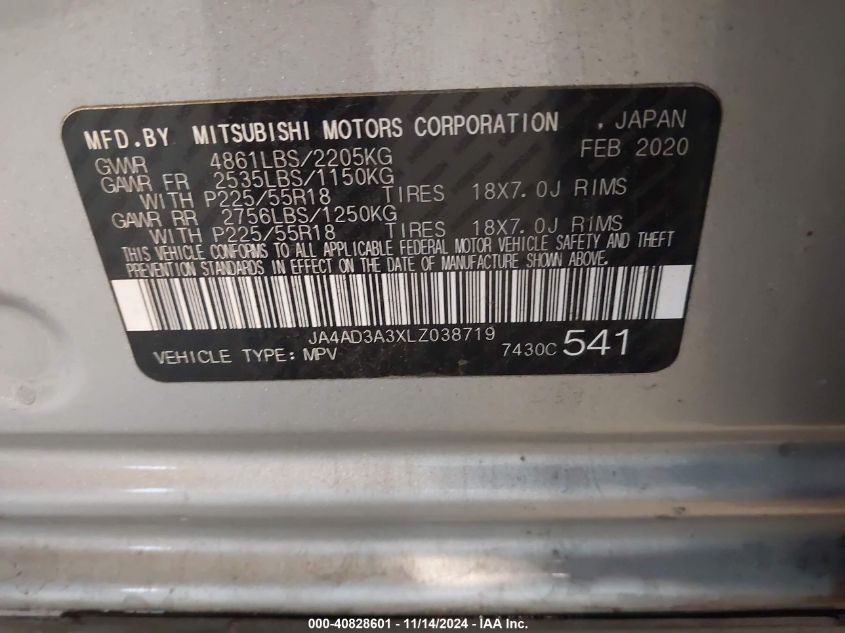 MFD.BY MITSUBISHI MOTORS CORPORATION , JAPAN
GVWR 4861LBS/2205KG FEB 2020
GAWR FR 2535LBS/1150KG
WITH P225/55R18 TIRES 18X7.0J RIMS
GAWR RR 2756LBS/1250KG
WITH P225/55R18 TIRES 18X7.0J RIMS
THIS VEHICLE CONFORMS TO ALL APPLICABLE FEDERAL MOTOR VEHICLE SAFETY AND THEFT
PREVENTION STANDARDS IN EFFECT ON THE DATE OF MANUFACTURE SHOWN ABOVE.
JA4AD3A3XLZ038719
VEHICLE TYPE: MPV 7430C 541
000-40828601 — 11/14/2024 — ©IAA Inc.